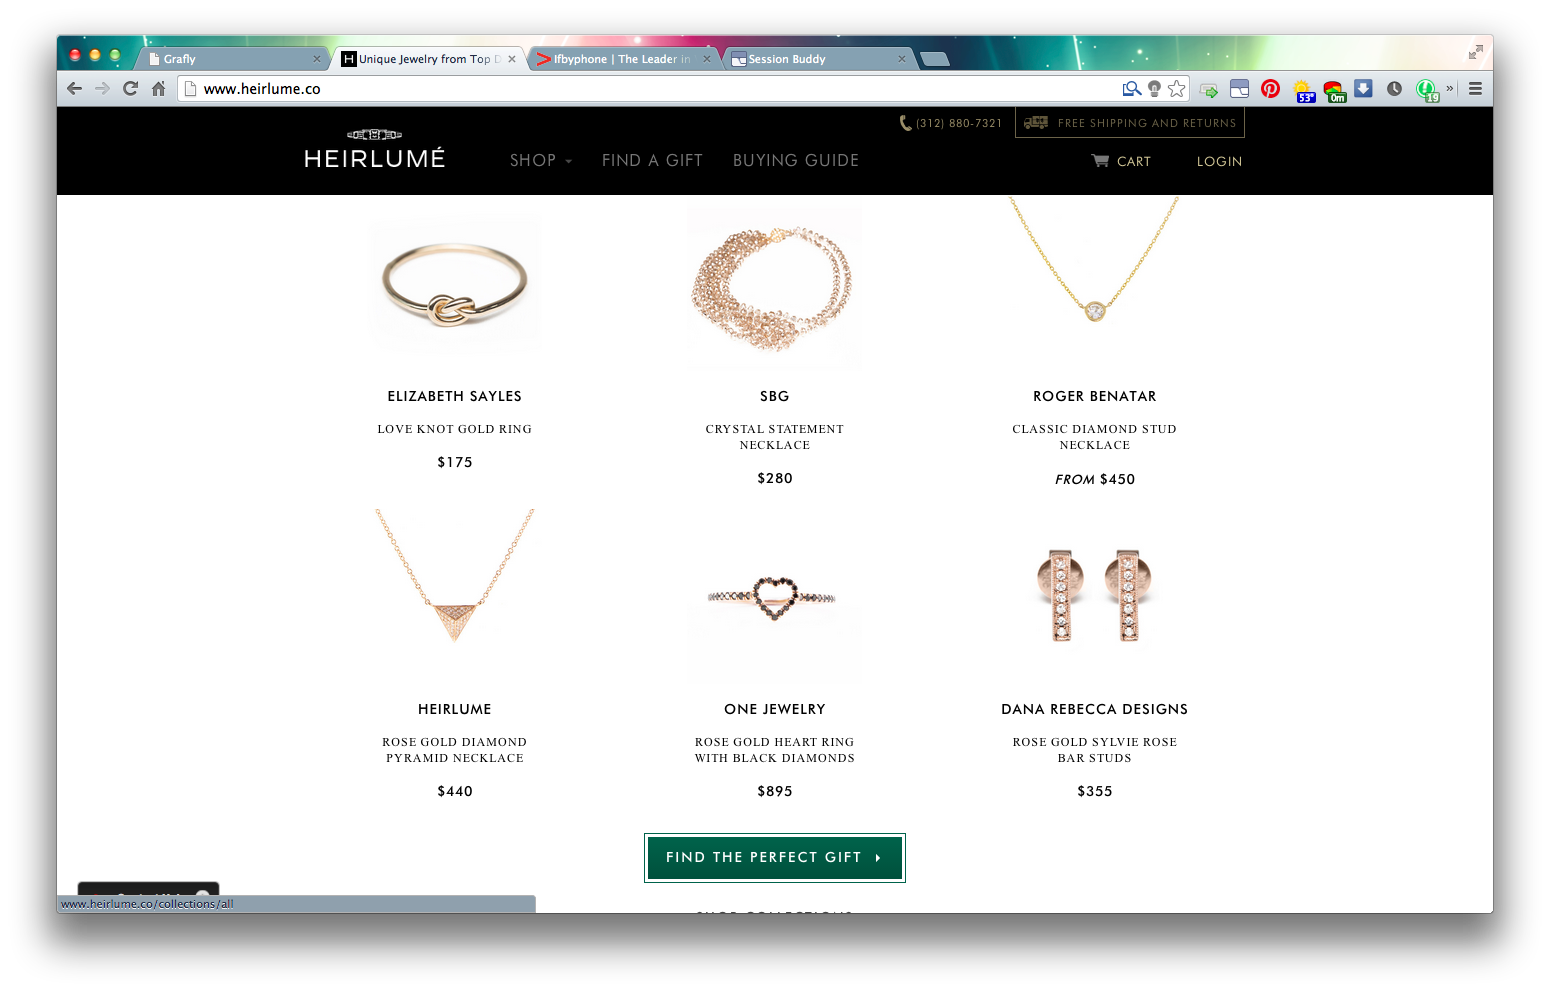 Grafly
Unique Jewelry from Top D
Ifbyphone | The Leader in
Session Buddy
www.heirlume.co
53°
0m
19
(312) 880-7321
FREE SHIPPING AND RETURNS
HEIRLUMÉ
SHOP
FIND A GIFT
BUYING GUIDE
CART
LOGIN
ELIZABETH SAYLES
LOVE KNOT GOLD RING
$175
SBG
CRYSTAL STATEMENT
NECKLACE
$280
ROGER BENATAR
CLASSIC DIAMOND STUD
NECKLACE
FROM $450
HEIRLUME
ROSE GOLD DIAMOND
PYRAMID NECKLACE
$440
ONE JEWELRY
ROSE GOLD HEART RING
WITH BLACK DIAMONDS
$895
DANA REBECCA DESIGNS
ROSE GOLD SYLVIE ROSE
BAR STUDS
$355
FIND THE PERFECT GIFT
SHOP COLLECTIONS
www.heirlume.co/collections/all